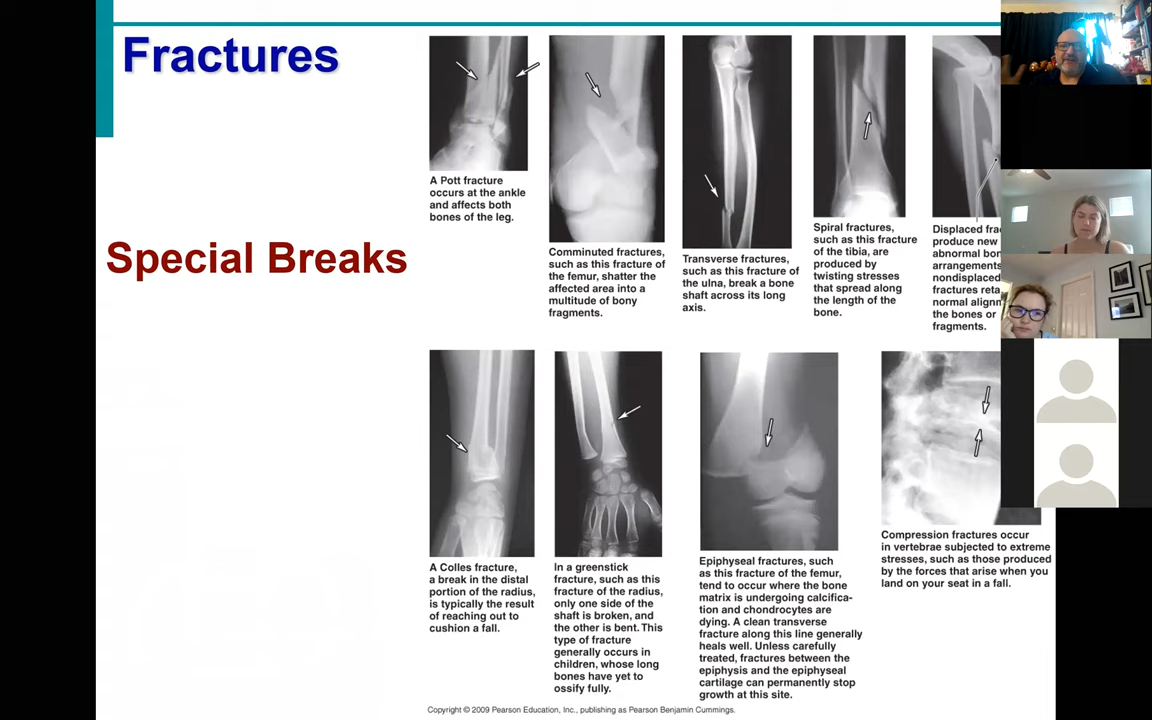 Fractures
Special Breaks
A Pott fracture
occurs at the ankle
and affects both
bones of the leg.
Comminuted fractures,
such as this fracture of
the femur, shatter the
affected area into a
multitude of bony
fragments.
Transverse fractures,
such as this fracture of
the ulna, break a bone
shaft across its long
axis.
Spiral fractures,
such as this fracture
of the tibia, are
produced by
twisting stresses
that spread along
the length of the
bone.
Displaced
produce new
abnormal
arrangements
nondisplaced
fractures
normal
the bones or
fragments.
A Colles fracture,
a break in the distal
portion of the radius,
is typically the result
of reaching out to
cushion a fall.
In a greenstick
fracture, such as this
fracture of the radius,
only one side of the
shaft is broken, and
the other is bent. This
type of fracture
generally occurs in
children, whose long
bones have yet to
ossify fully.
Epiphyseal fractures, such
as this fracture of the femur,
tend to occur where the bone
matrix is undergoing calcifica-
tion and chondrocytes are
dying. A clean transverse
fracture along this line generally
heals well. Unless carefully
treated, fractures between the
epiphysis and the epiphyseal
cartilage can permanently stop
growth at this site.
Compression fractures occur
in vertebrae subjected to extreme
stresses, such as those produced
by the forces that arise when you
land on your seat in a fall.
Copyright © 2009 Pearson Education, Inc., publishing as Pearson Benjamin Cummings.